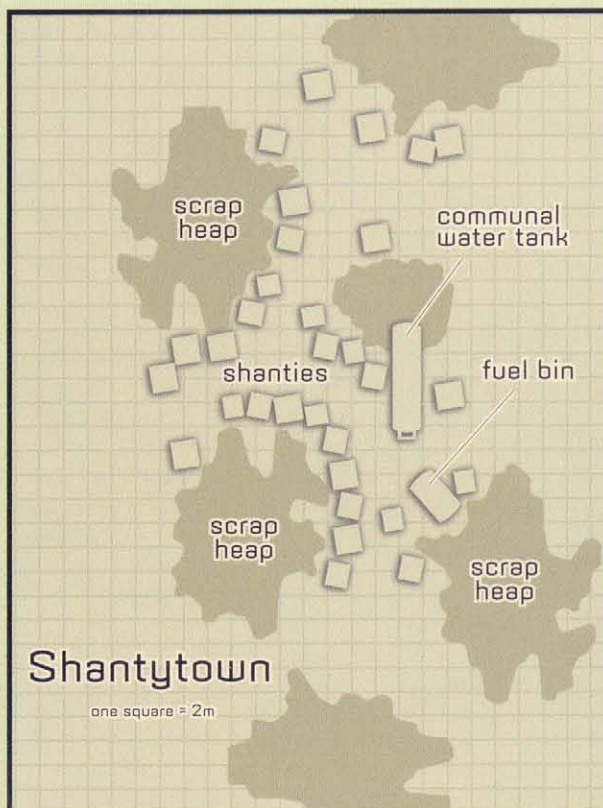 scrap
heap
communal
water tank
shanties
fuel bin
scrap
heap
scrap
heap
Shantytown
one square = 2m